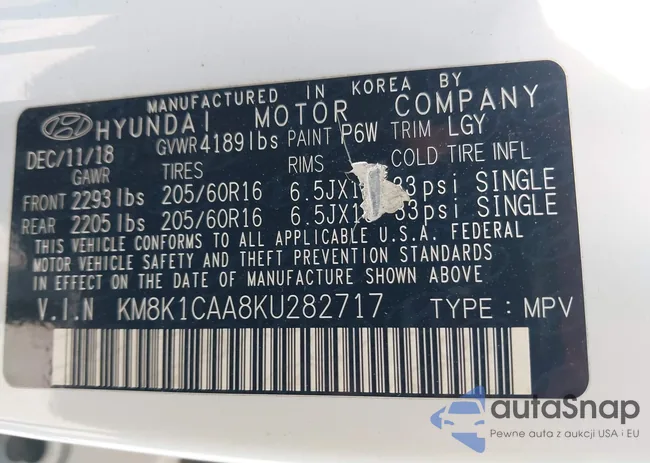 MANUFACTURED IN KOREA BY
HYUNDAI MOTOR COMPANY
DEC/11/18 GVWR 4189 lbs PAINT P6W TRIM LGY
GAWR TIRES RIMS COLD TIRE INFL
FRONT 2293 lbs 205/60R16 6.5JX1 33 psi SINGLE
REAR 2205 lbs 205/60R16 6.5JX1 33 psi SINGLE
THIS VEHICLE CONFORMS TO ALL APPLICABLE U.S.A. FEDERAL
MOTOR VEHICLE SAFETY AND THEFT PREVENTION STANDARDS
IN EFFECT ON THE DATE OF MANUFACTURE SHOWN ABOVE
V.I.N KM8K1CAA8KU282717 TYPE : MPV
autaSnap
Pewne auta z aukcji USA i EU